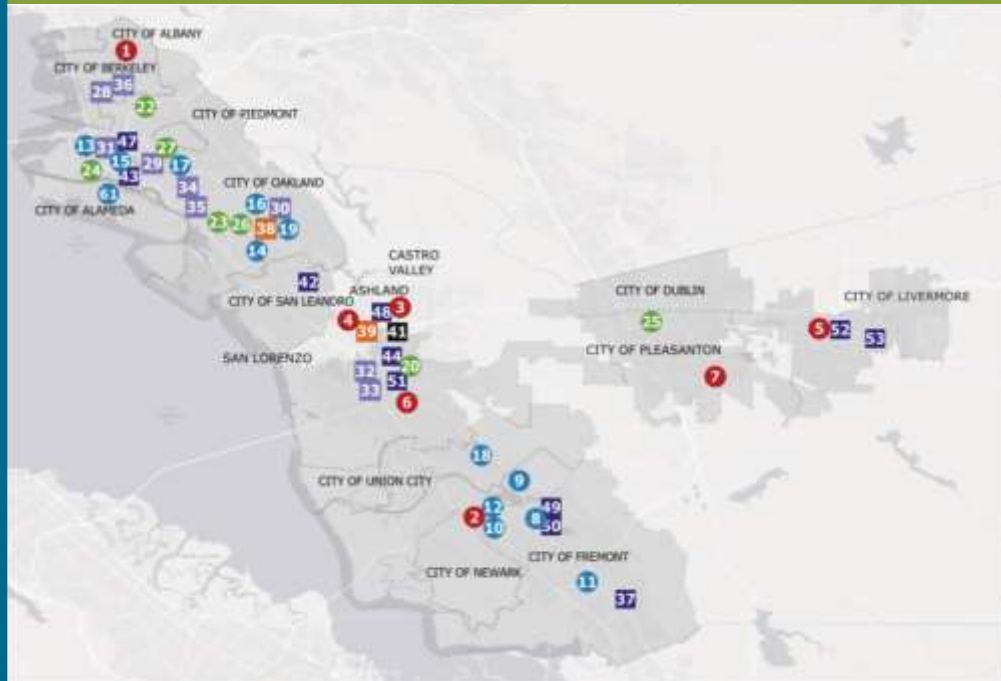 CITY OF ALBANY
1
CITY OF BERKELEY
28 36
22
CITY OF PIEDMONT
13 31 47 27
24 15 43 29 17
61 34
CITY OF ALAMEDA
35
CITY OF OAKLAND
16 30
23 26 38 19
14
42
CASTRO
VALLEY
CITY OF SAN LEANDRO
ASHLAND
48 3
4 39 41
SAN LORENZO
44 20
32 51
33 6
CITY OF DUBLIN
25
CITY OF PLEASANTON
7
CITY OF LIVERMORE
5 52 53
18
CITY OF UNION CITY
9
12 49
2 10 8 50
CITY OF FREMONT
CITY OF NEWARK
11
37